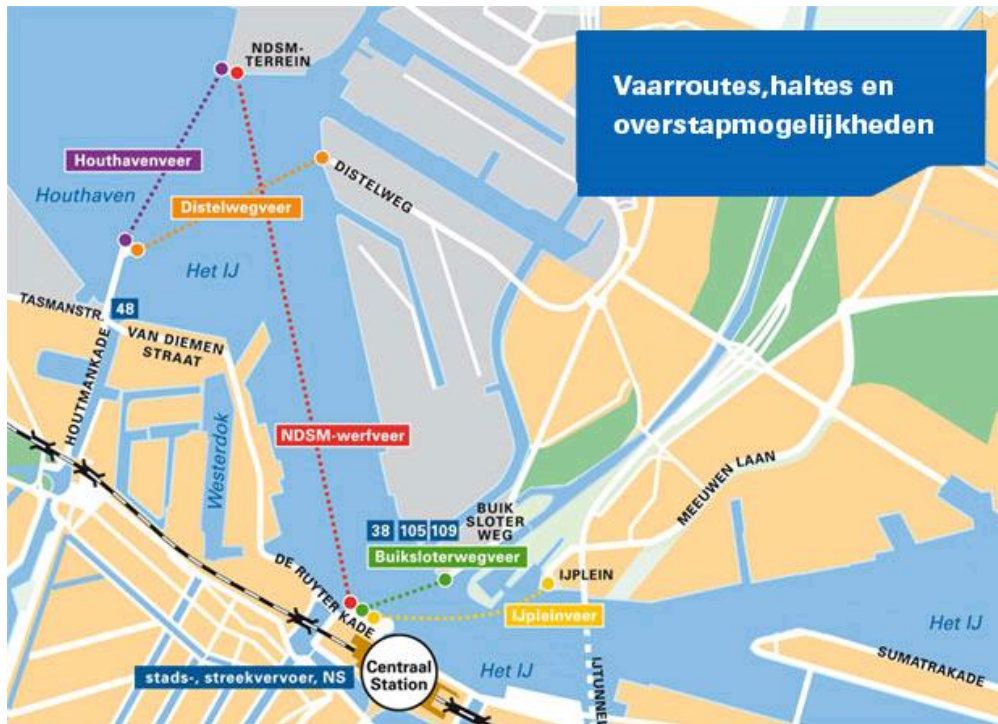 NDSM-
TERREIN
Vaarroutes,haltes en
overstapmogelijkheden
Houthavenveer
Houthaven
DISTELWEG
Distelwegveer
Het IJ
TASMANSTR.
48
VAN DIEMEN
STRAAT
HOUTMANKADE
Westerdok
NDSM-werfveer
MEEUWEN LAAN
BUIK
SLOTER
WEG
38 105 109
Buiksloterwegveer
DE RUYTER KADE
IJPLEIN
IJpleinveer
Het IJ
SUMATRAKADE
Centraal
Station
stads-, streekvervoer, NS
Het IJ
IJTUNNEL